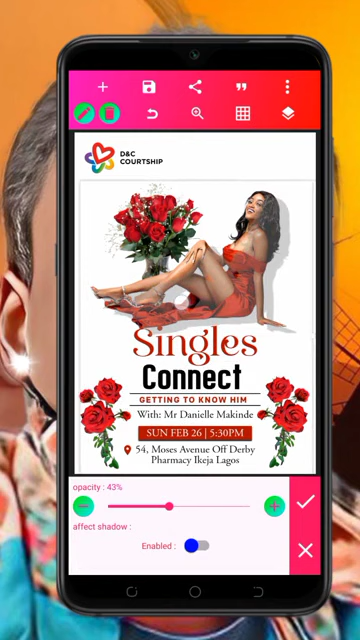 D&C
COURTSHIP
Singles
Connect
GETTING TO KNOW HIM
With: Mr Danielle Makinde
SUN FEB 26 | 5:30PM
54, Moses Avenue Off Derby
Pharmacy Ikeja Lagos
opacity : 43%
affect shadow :
Enabled :